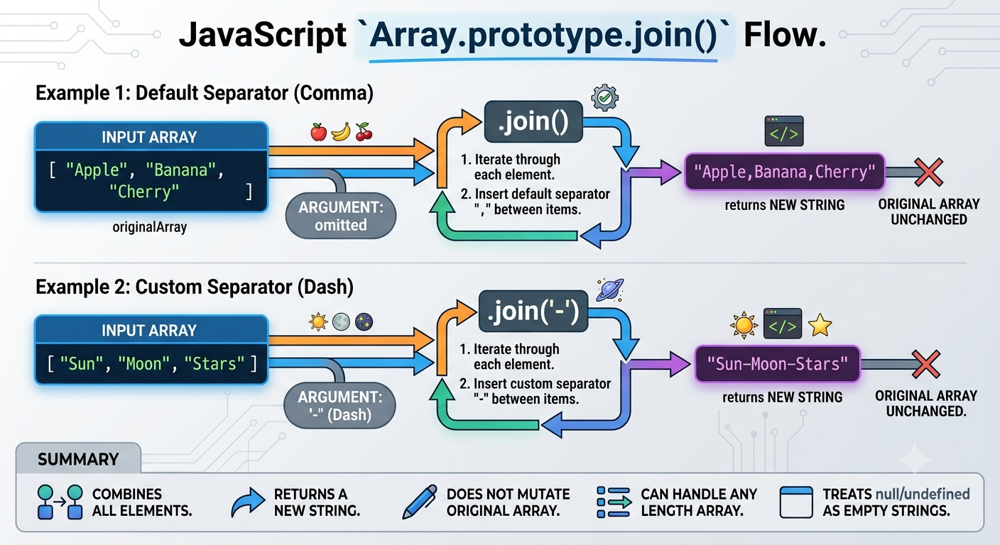 JavaScript `Array.prototype.join()` Flow.
Example 1: Default Separator (Comma)
INPUT ARRAY
[ "Apple", "Banana",
"Cherry" ]
originalArray
ARGUMENT:
omitted
.join()
1. Iterate through
each element.
2. Insert default separator
"," between items.
</>
"Apple,Banana,Cherry"
returns NEW STRING
ORIGINAL ARRAY
UNCHANGED
Example 2: Custom Separator (Dash)
INPUT ARRAY
[ "Sun", "Moon", "Stars" ]
ARGUMENT:
'-" (Dash)
.join('-')
1. Iterate through
each element.
2. Insert custom separator
"-" between items.
</>
"Sun-Moon-Stars"
returns NEW STRING
ORIGINAL ARRAY
UNCHANGED.
SUMMARY
COMBINES
ALL ELEMENTS.
RETURNS A
NEW STRING.
DOES NOT MUTATE
ORIGINAL ARRAY.
CAN HANDLE ANY
LENGTH ARRAY.
TREATS null/undefined
AS EMPTY STRINGS.